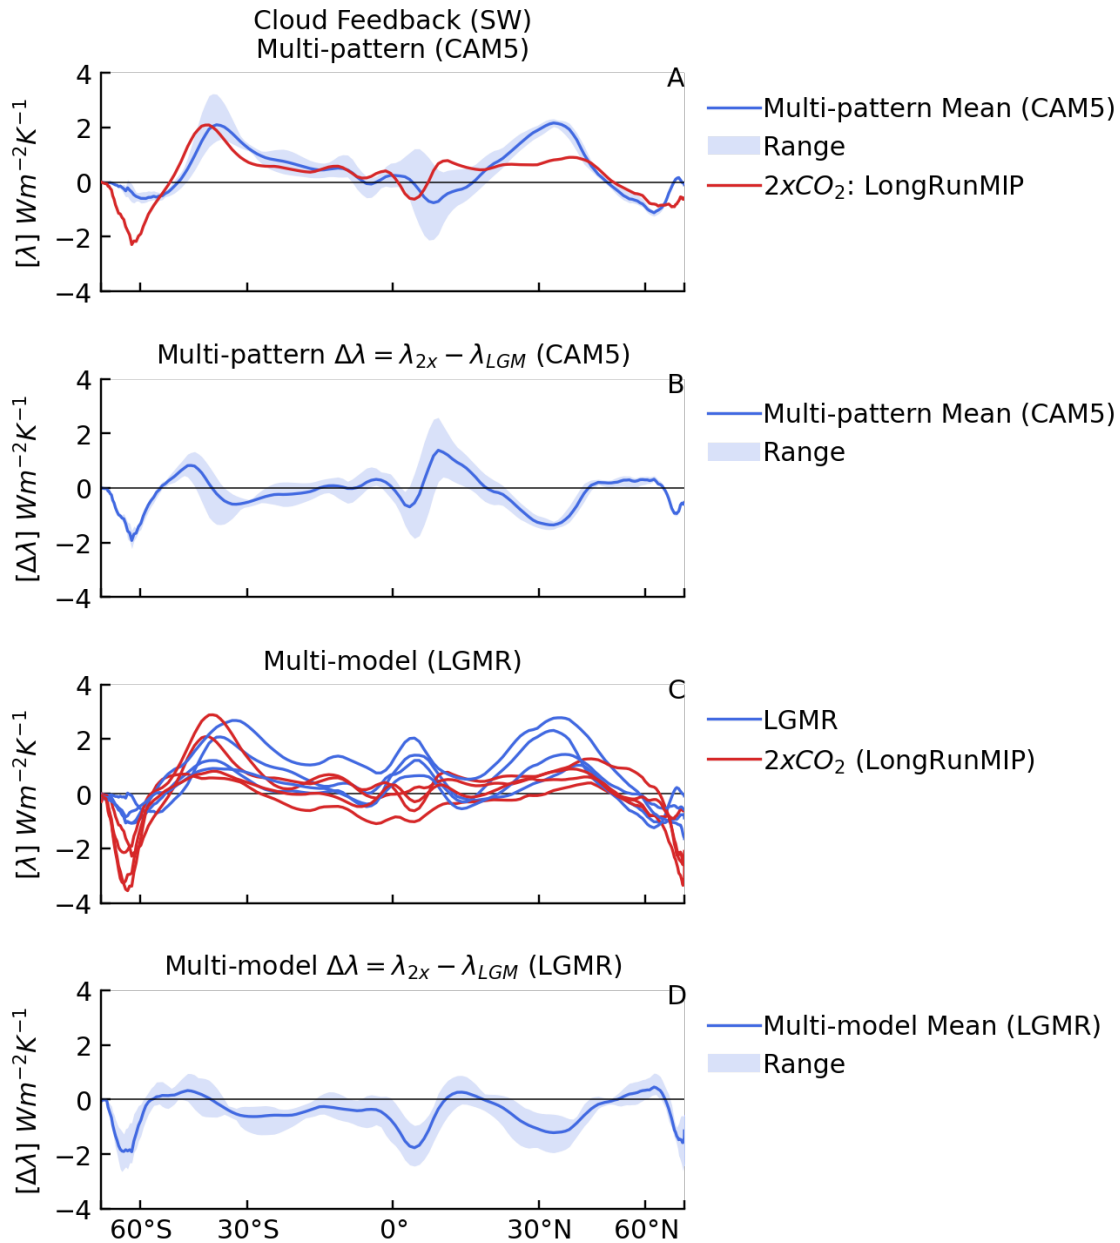 Cloud Feedback (SW)
Multi-pattern (CAM5)
A
4
2
0
−2
−4
[λ] Wm⁻²K⁻¹
Multi-pattern Mean (CAM5)
Range
2xCO₂: LongRunMIP
Multi-pattern Δλ = λ₂ₓ − λ_LGM (CAM5)
B
4
2
0
−2
−4
[Δλ] Wm⁻²K⁻¹
Multi-pattern Mean (CAM5)
Range
Multi-model (LGMR)
C
4
2
0
−2
−4
[λ] Wm⁻²K⁻¹
LGMR
2xCO₂ (LongRunMIP)
Multi-model Δλ = λ₂ₓ − λ_LGM (LGMR)
D
4
2
0
−2
−4
[Δλ] Wm⁻²K⁻¹
Multi-model Mean (LGMR)
Range
60°S 30°S 0° 30°N 60°N